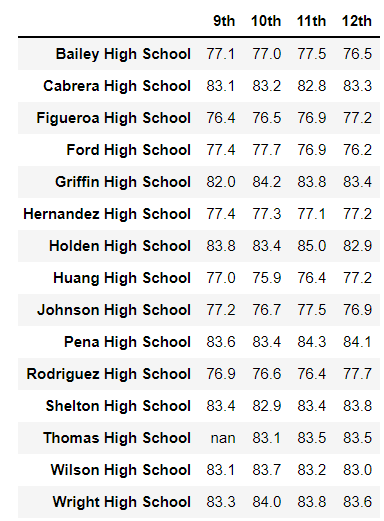 9th 10th 11th 12th
Bailey High School 77.1 77.0 77.5 76.5
Cabrera High School 83.1 83.2 82.8 83.3
Figueroa High School 76.4 76.5 76.9 77.2
Ford High School 77.4 77.7 76.9 76.2
Griffin High School 82.0 84.2 83.8 83.4
Hernandez High School 77.4 77.3 77.1 77.2
Holden High School 83.8 83.4 85.0 82.9
Huang High School 77.0 75.9 76.4 77.2
Johnson High School 77.2 76.7 77.5 76.9
Pena High School 83.6 83.4 84.3 84.1
Rodriguez High School 76.9 76.6 76.4 77.7
Shelton High School 83.4 82.9 83.4 83.8
Thomas High School nan 83.1 83.5 83.5
Wilson High School 83.1 83.7 83.2 83.0
Wright High School 83.3 84.0 83.8 83.6